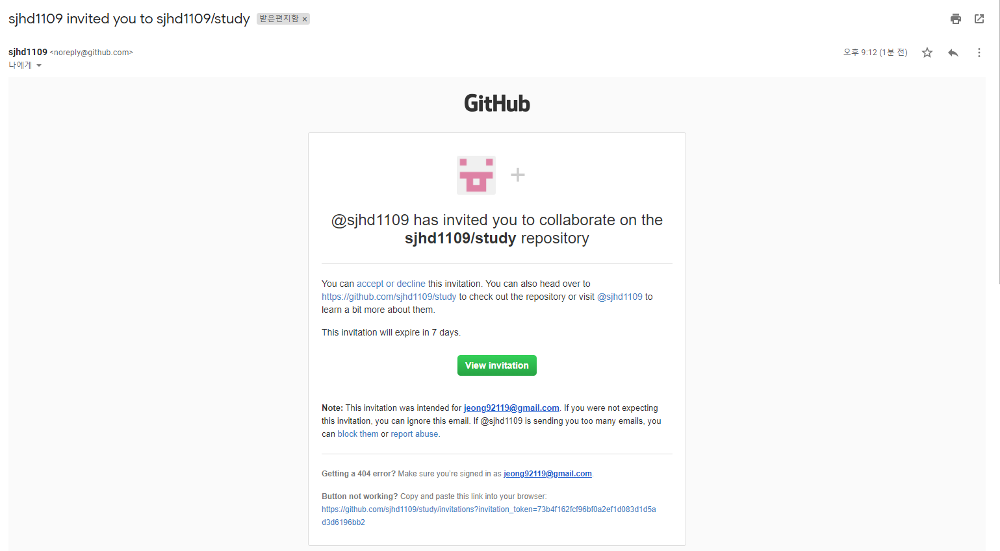 sjhd1109 invited you to sjhd1109/study 받은편지함 ×
sjhd1109 <noreply@github.com> 오후 9:12 (1분 전)
나에게
GitHub
@sjhd1109 has invited you to collaborate on the
sjhd1109/study repository
You can accept or decline this invitation. You can also head over to
https://github.com/sjhd1109/study to check out the repository or visit @sjhd1109 to
learn a bit more about them.
This invitation will expire in 7 days.
View invitation
Note: This invitation was intended for jeong92119@gmail.com. If you were not expecting
this invitation, you can ignore this email. If @sjhd1109 is sending you too many emails, you
can block them or report abuse.
Getting a 404 error? Make sure you’re signed in as jeong92119@gmail.com.
Button not working? Copy and paste this link into your browser:
https://github.com/sjhd1109/study/invitations?invitation_token=73b4f162fcf96bf0a2ef1d083d1d5a
d3d6196bb2